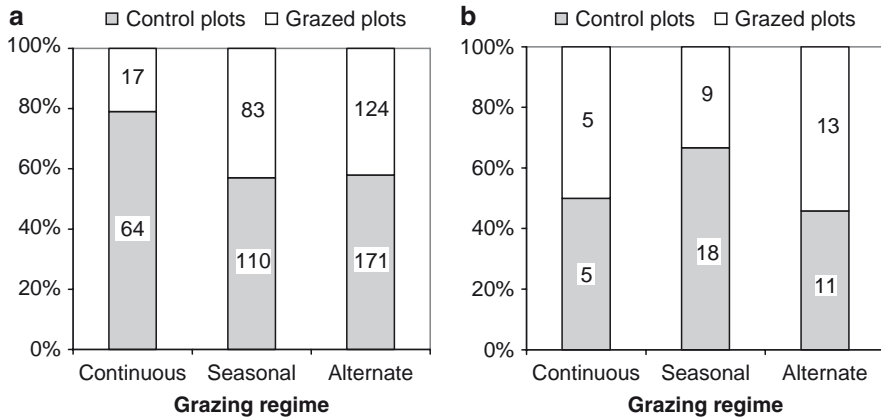 a
Control plots Grazed plots
100%
80%
60%
40%
20%
0%
17 83 124
64 110 171
Continuous Seasonal Alternate
Grazing regime
b
Control plots Grazed plots
100%
80%
60%
40%
20%
0%
5 9 13
5 18 11
Continuous Seasonal Alternate
Grazing regime